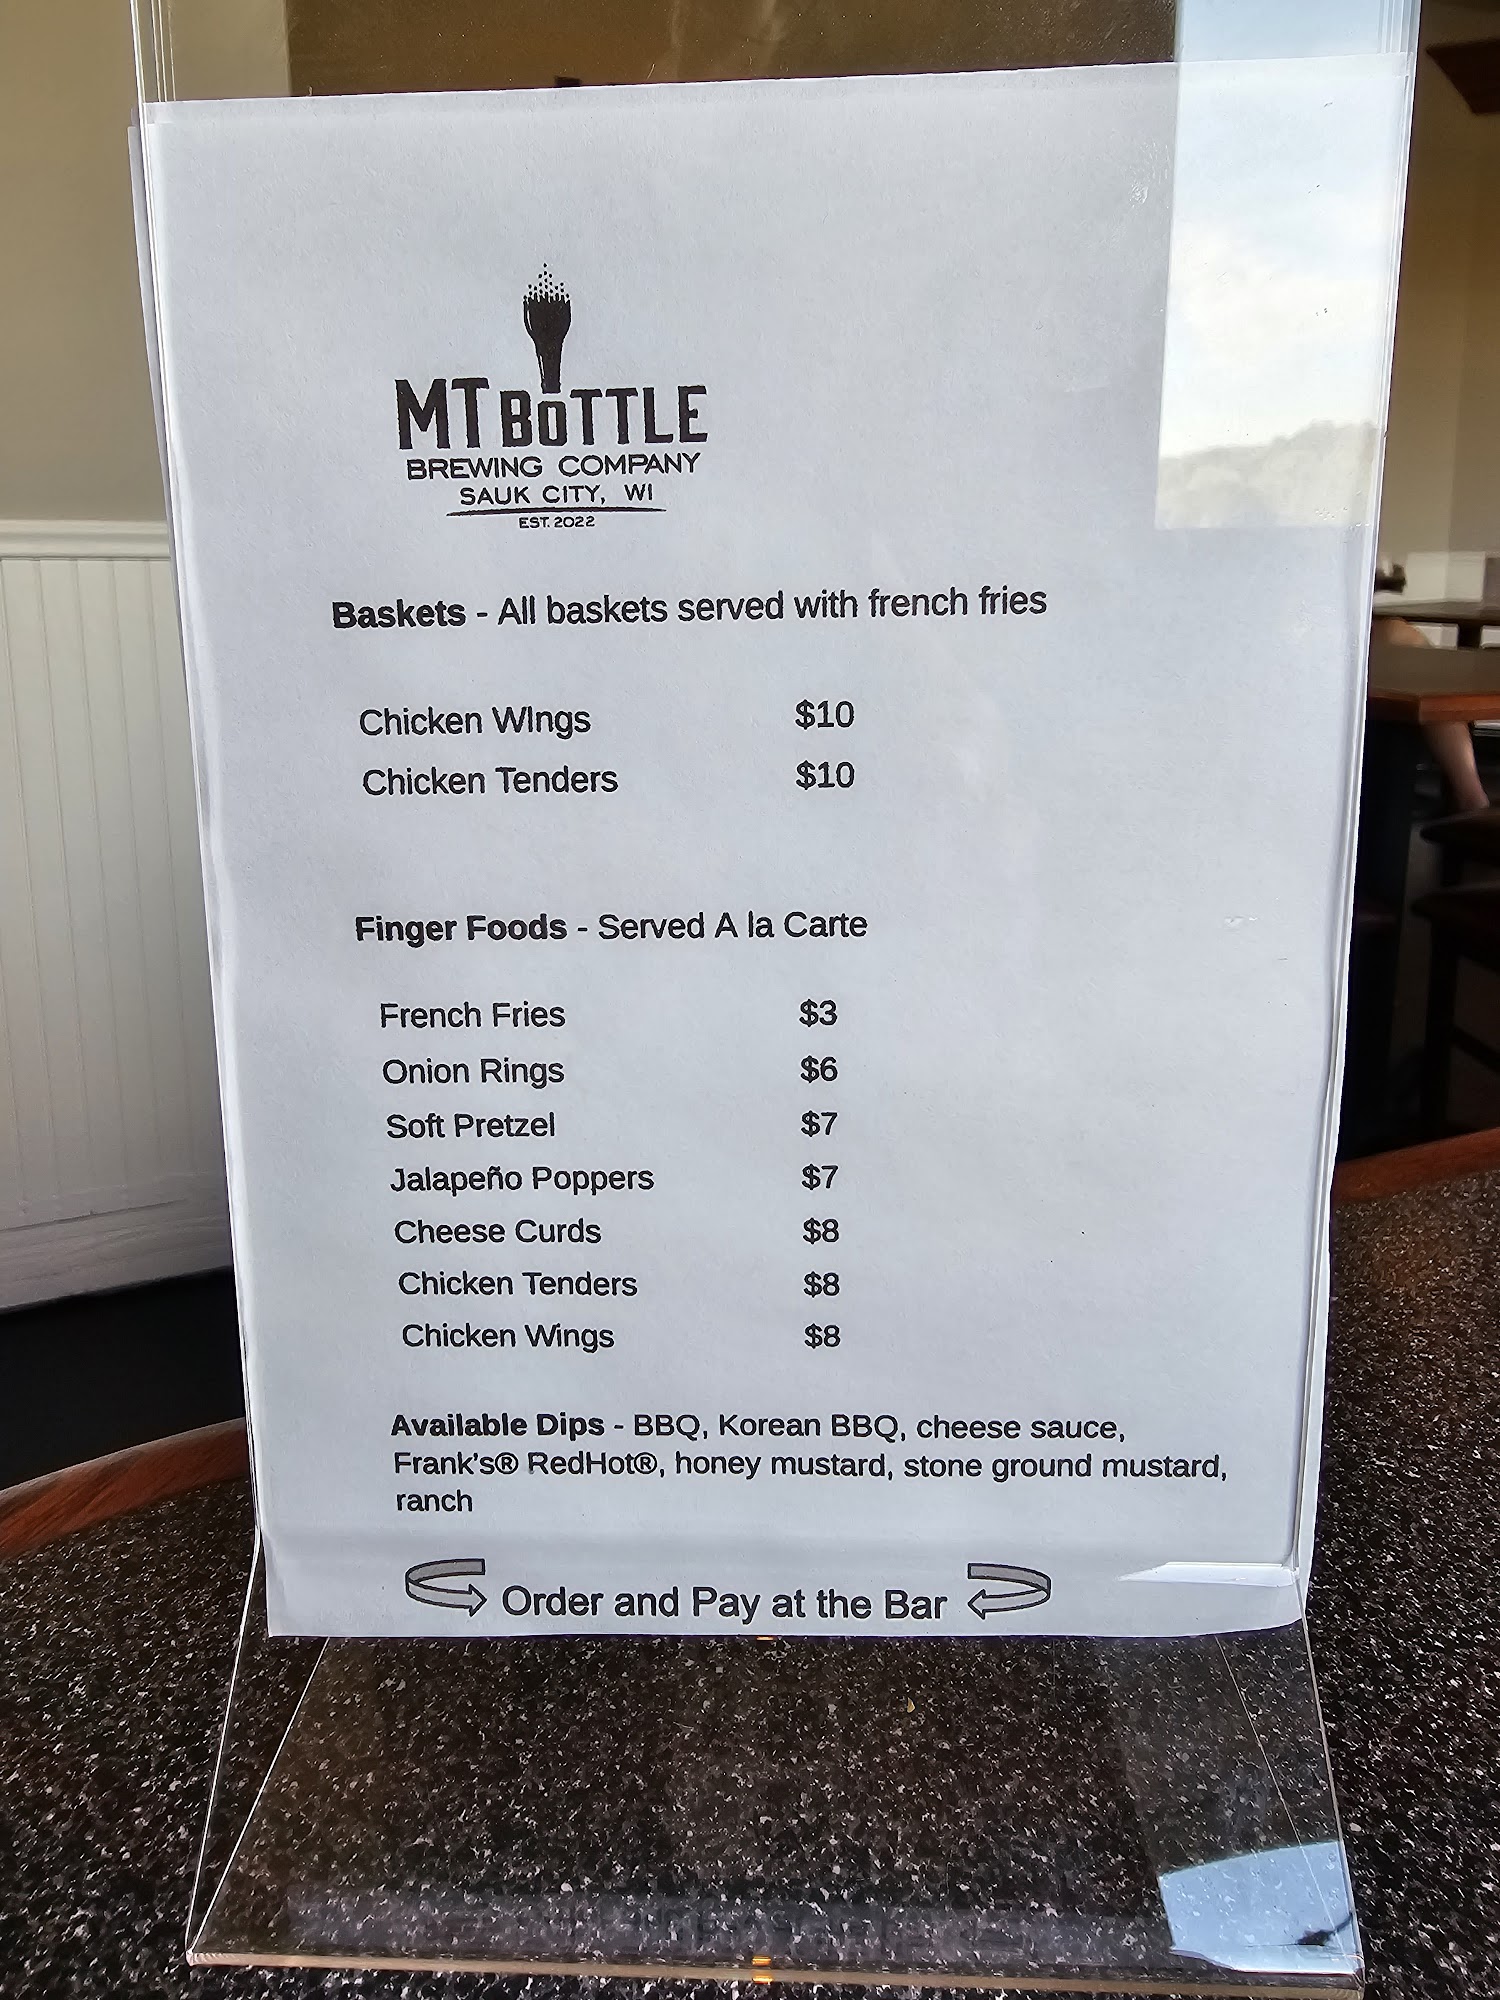 MT BOTTLE
BREWING COMPANY
SAUK CITY, WI
EST. 2022
Baskets - All baskets served with french fries
Chicken WIngs $10
Chicken Tenders $10
Finger Foods - Served A la Carte
French Fries $3
Onion Rings $6
Soft Pretzel $7
Jalapeño Poppers $7
Cheese Curds $8
Chicken Tenders $8
Chicken Wings $8
Available Dips - BBQ, Korean BBQ, cheese sauce,
Frank's® RedHot®, honey mustard, stone ground mustard,
ranch
Order and Pay at the Bar